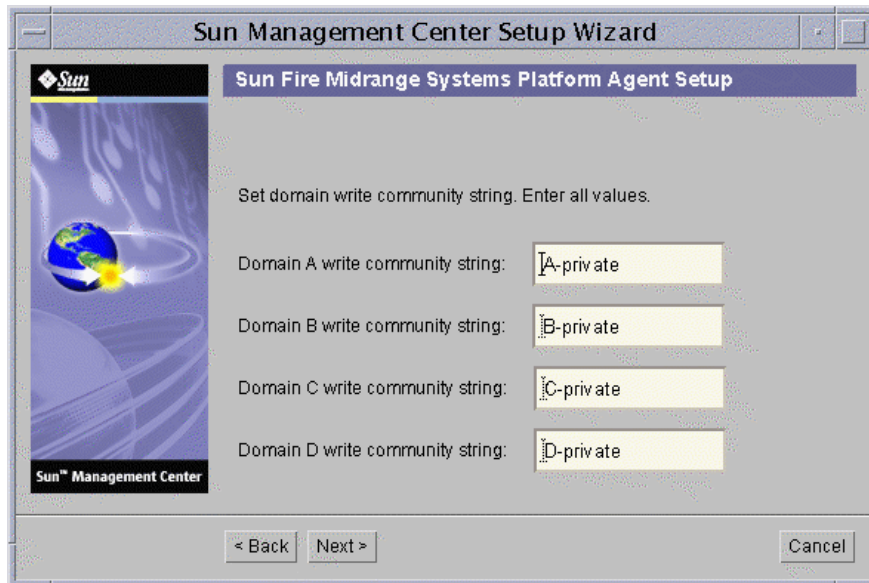 Sun Management Center Setup Wizard
Sun
Sun Fire Midrange Systems Platform Agent Setup
Set domain write community string. Enter all values.
Domain A write community string: A-private
Domain B write community string: B-private
Domain C write community string: C-private
Domain D write community string: D-private
Sun™ Management Center
< Back Next > Cancel